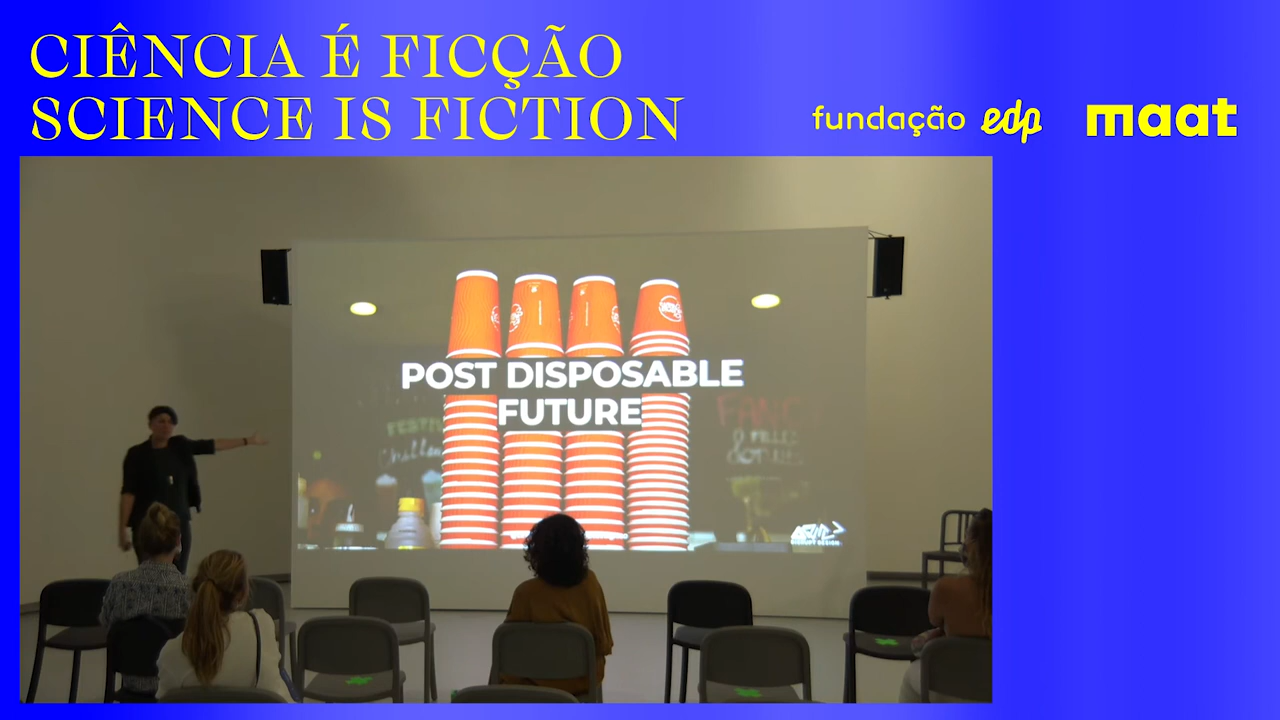 CIÊNCIA É FICÇÃO
SCIENCE IS FICTION
fundação edp maat
POST DISPOSABLE
FUTURE